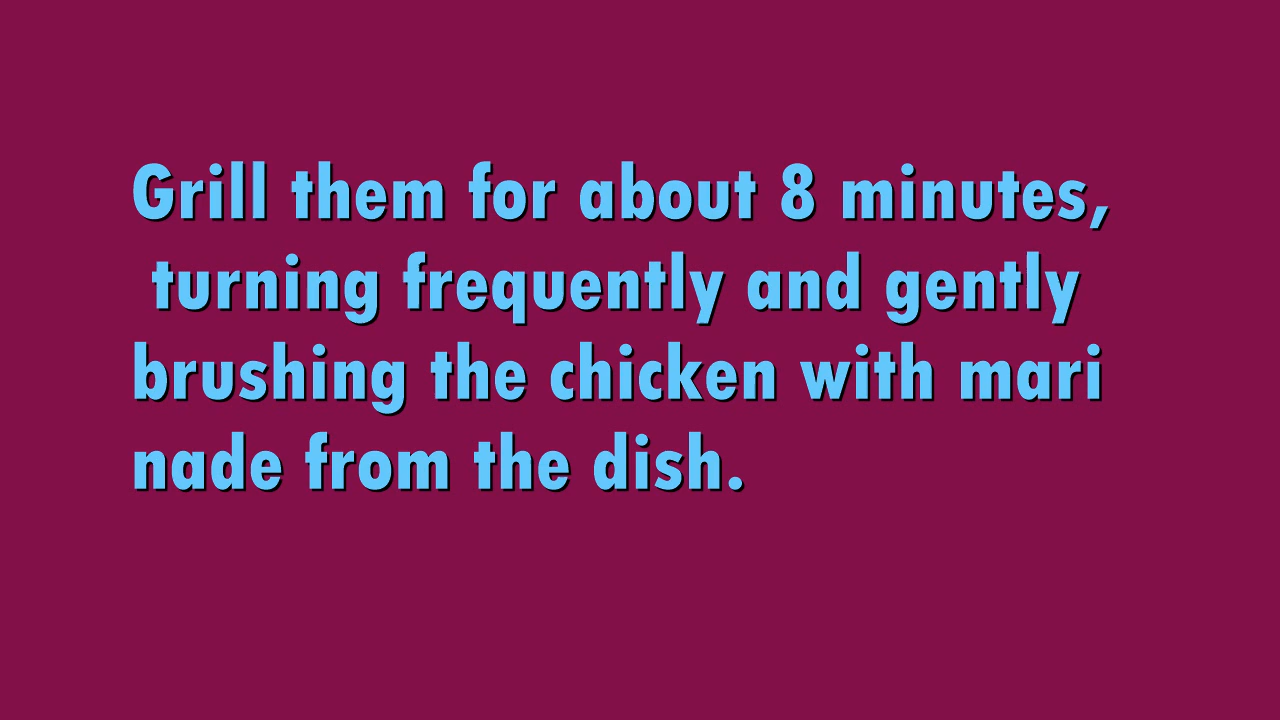 Grill them for about 8 minutes,
turning frequently and gently
brushing the chicken with mari
nade from the dish.